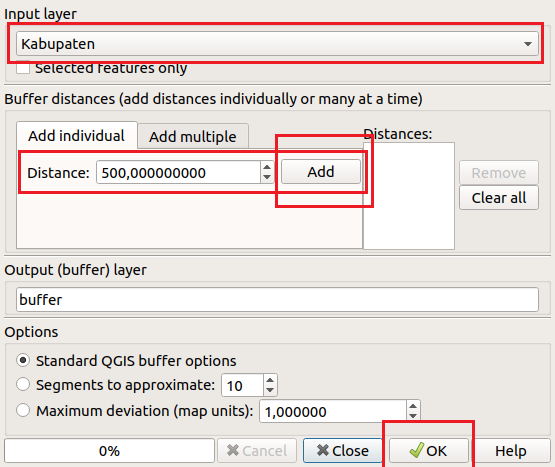 Input layer
Kabupaten
Selected features only
Buffer distances (add distances individually or many at a time)
Add individual
Add multiple
Distances:
Distance: 500,000000000
Add
Remove
Clear all
Output (buffer) layer
buffer
Options
Standard QGIS buffer options
Segments to approximate: 10
Maximum deviation (map units): 1,000000
0%
Cancel
Close
OK
Help